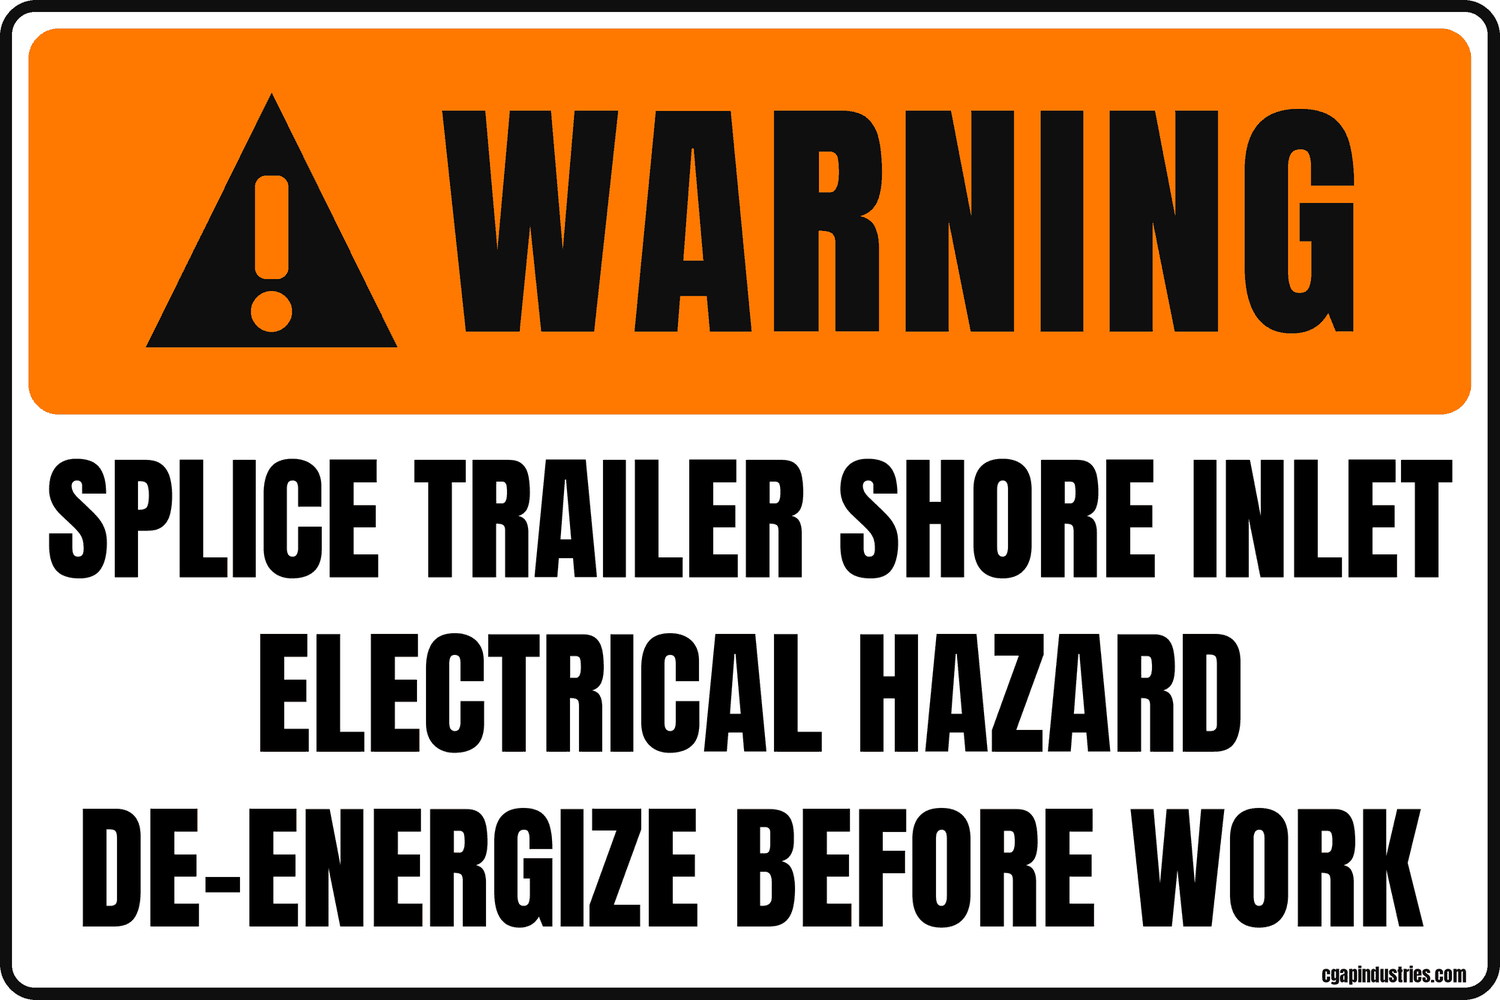 WARNING
SPLICE TRAILER SHORE INLET
ELECTRICAL HAZARD
DE-ENERGIZE BEFORE WORK
cgapindustries.com